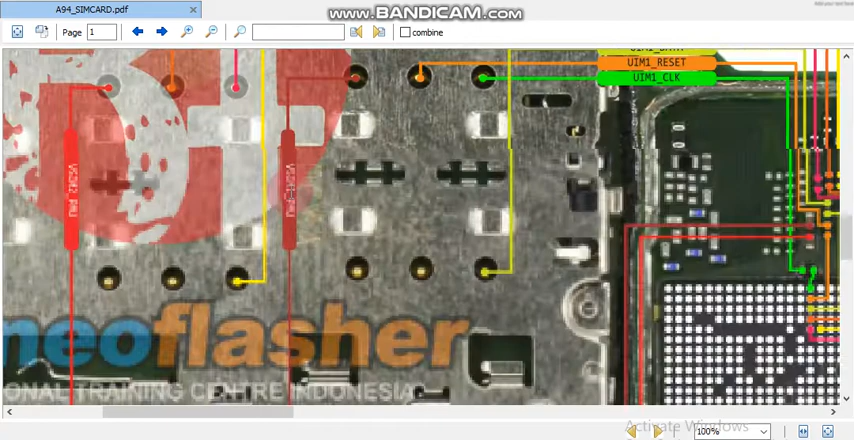 A94_SIMCARD.pdf
WWW.BANDICAM.COM
Page
1
combine
UIM1_RESET
UIM1_CLK
neoflasher
ONAL TRAINING CENTRE INDONESIA
Activate Windows
100%